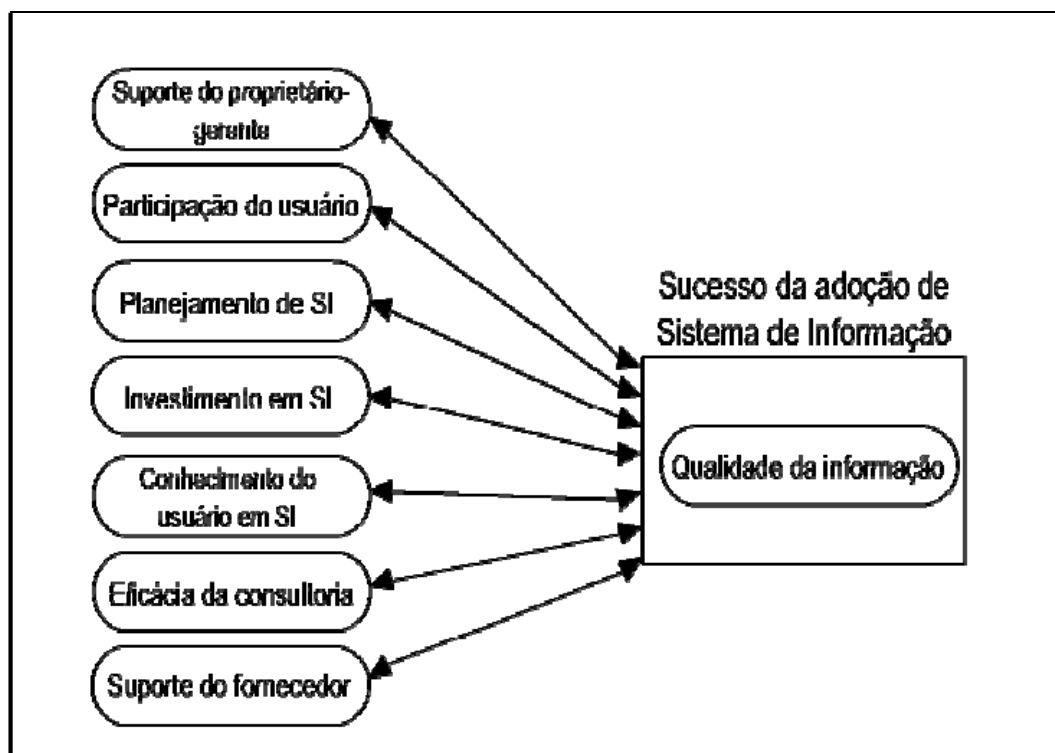 Suporte do proprietário-
gerente
Participação do usuário
Planejamento de SI
Investimento em SI
Conhecimento do
usuário em SI
Eficácia da consultoria
Suporte do fornecedor
Sucesso da adoção de
Sistema de Informação
Qualidade da informação